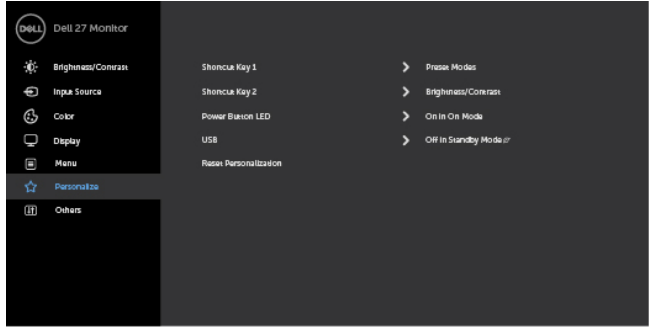 DELL Dell 27 Monitor
Brightness/Contrast
Input Source
Color
Display
Menu
Personalize
Others
Shortcut Key 1 > Preset Modes
Shortcut Key 2 > Brightness/Contrast
Power Button LED > On in On Mode
USB > Off in Standby Mode
Reset Personalization